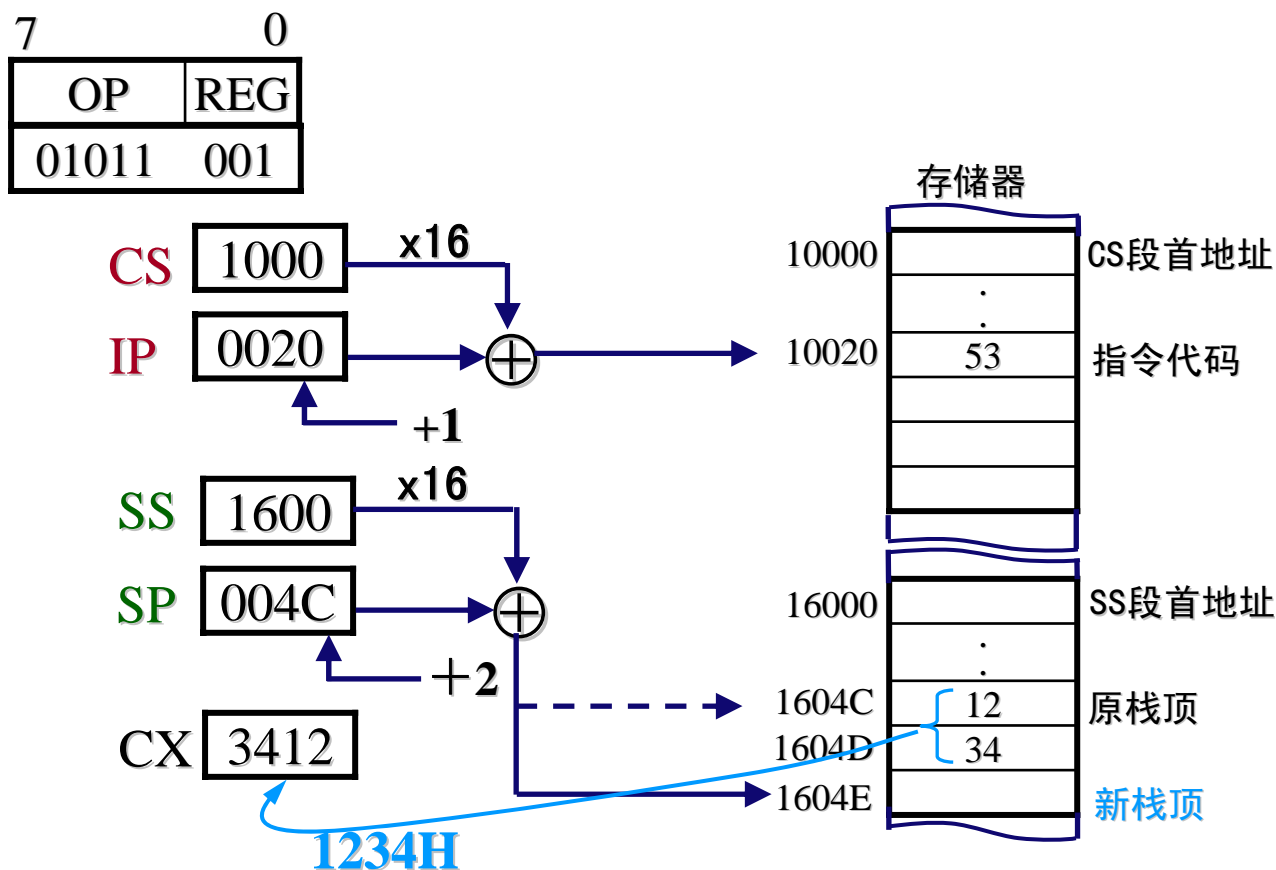 7 0
OP REG
01011 001
存储器
CS 1000 x16 10000 CS段首地址
.
.
IP 0020 10020 53 指令代码
+1
SS 1600 x16
SP 004C 16000 SS段首地址
.
.
+2
1604C 12 原栈顶
CX 3412 1604D 34
1604E 新栈顶
1234H